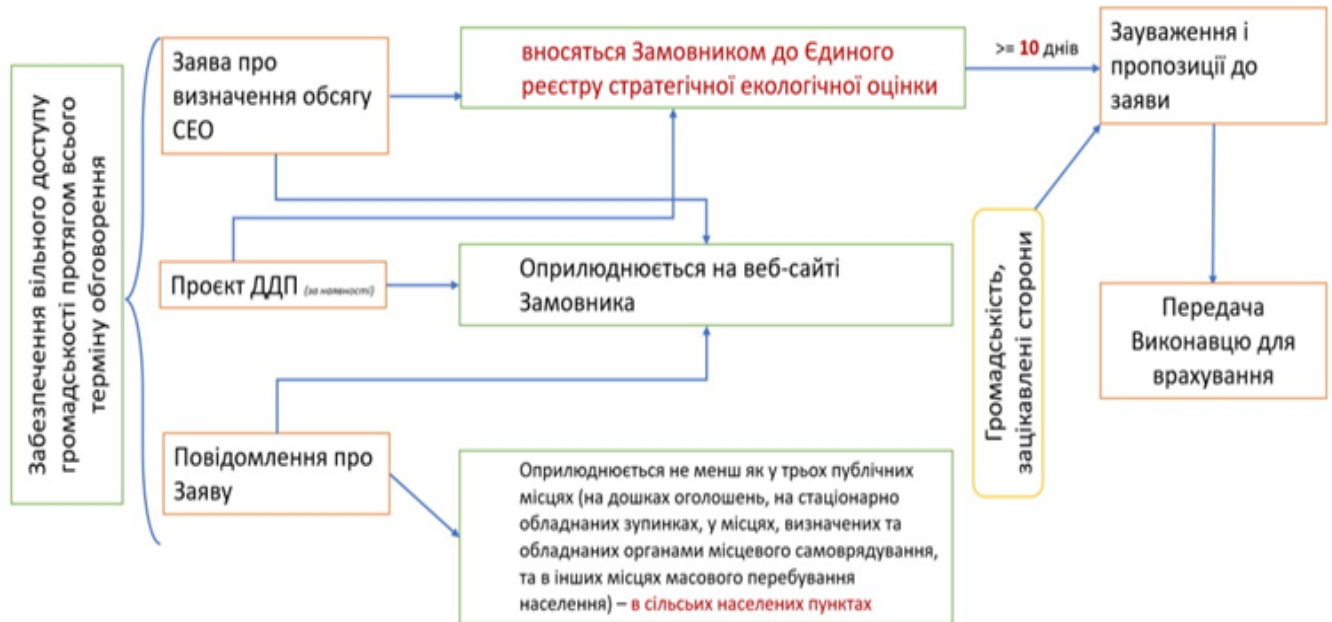 Забезпечення вільного доступу
громадськості протягом всього
терміну обговорення
Заява про
визначення обсягу
СЕО
Проєкт ДДП (за наявності)
Повідомлення про
Заяву
вносяться Замовником до Єдиного
реєстру стратегічної екологічної оцінки
Оприлюднюється на веб-сайті
Замовника
Оприлюднюється не менш як у трьох публічних
місцях (на дошках оголошень, на стаціонарно
обладнаних зупинках, у місцях, визначених та
обладнаних органами місцевого самоврядування,
та в інших місцях масового перебування
населення) – в сільсьих населених пунктах
>= 10 днів
Громадськість,
зацікавлені сторони
Зауваження і
пропозиції до
заяви
Передача
Виконавцю для
врахування